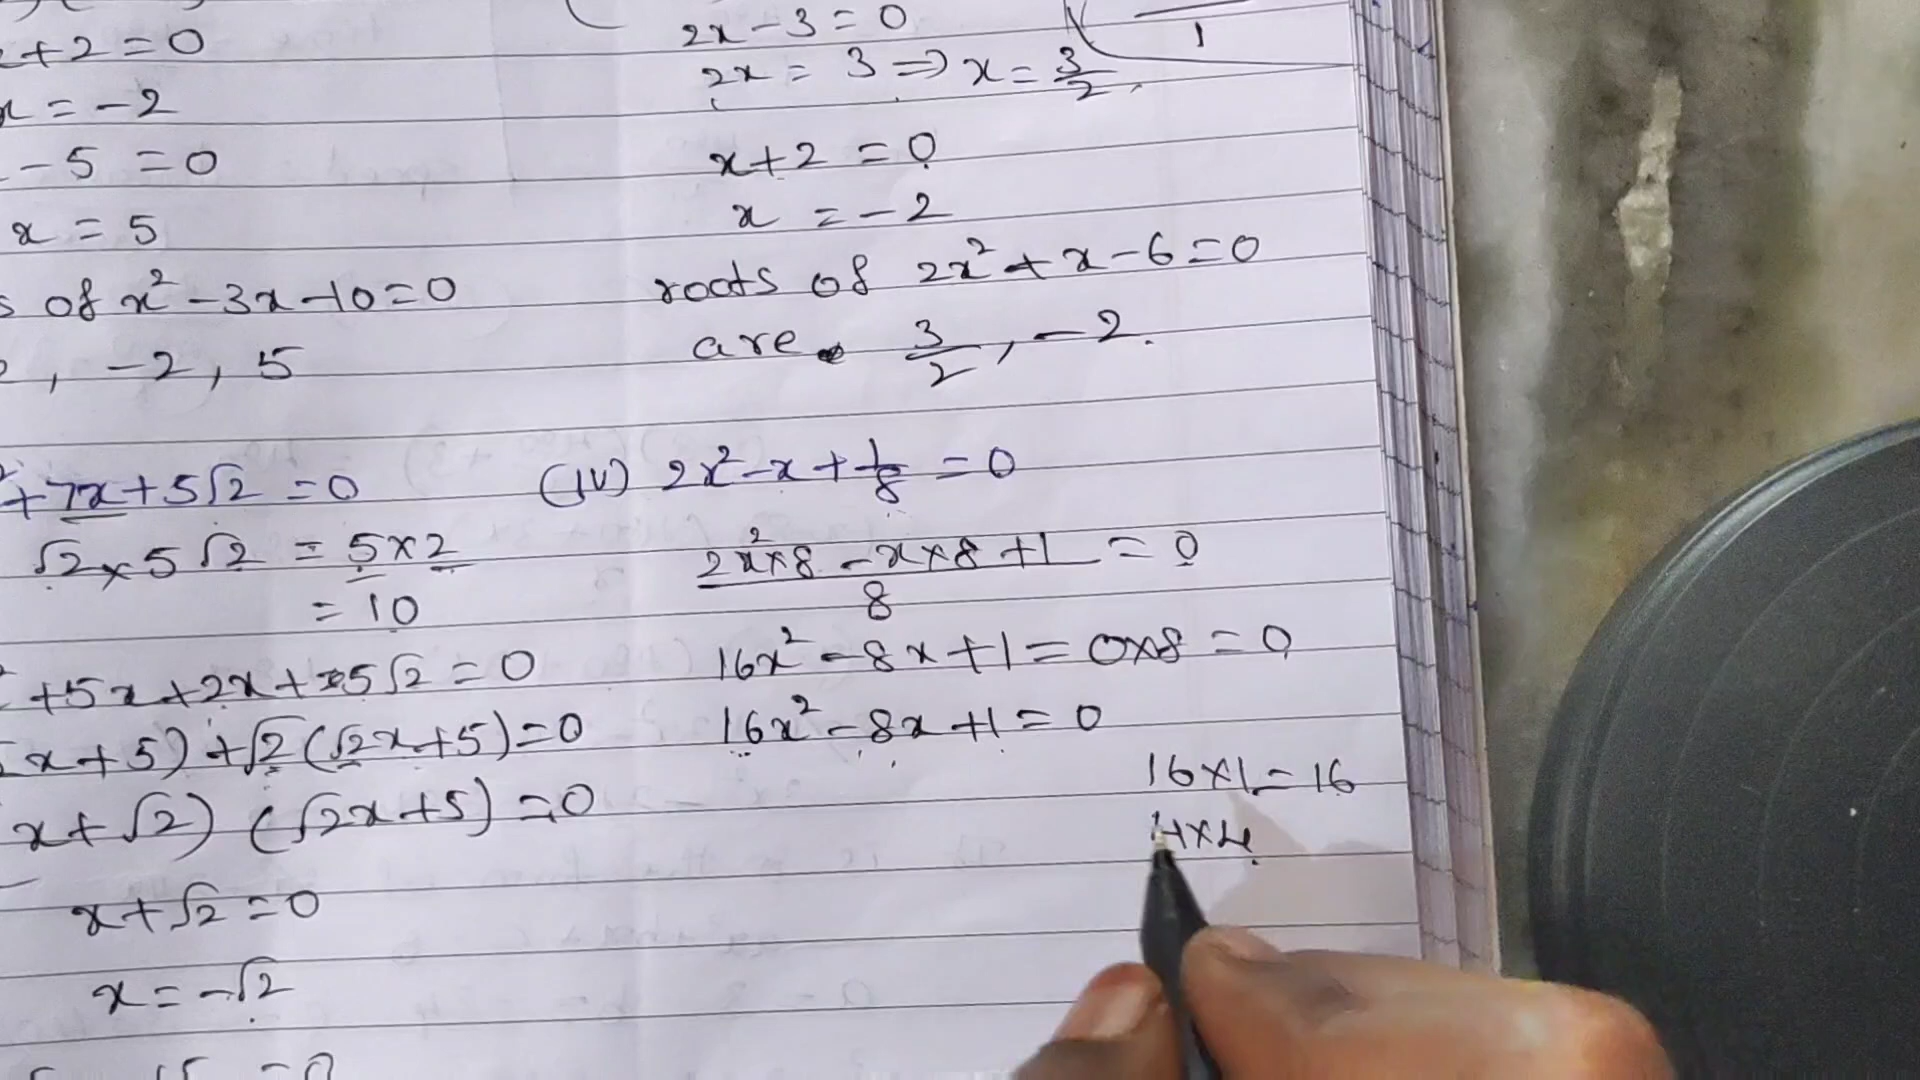 +2=0
x = -2
- 5 = 0
x = 5
of x² - 3x - 10 = 0
, -2, 5
+7x+5√2 = 0
√2 × 5√2 = 5×2
= 10
+5x+2x+5√2 = 0
x+5) +√2(√2x+5)=0
x+√2) (√2x+5)=0
x+√2 =0
x = -√2
=0
2x-3=0
1
2x = 3 => x = 3/2
x+2 = 0
x = -2
roots of 2x²+x-6=0
are 3/2, -2.
(IV) 2x²-x+1/8 = 0
2x²×8 - x×8 +1 / 8 = 0
16x² - 8x+1 = 0×8 = 0
16x² - 8x +1 = 0
16×1 = 16
4×4